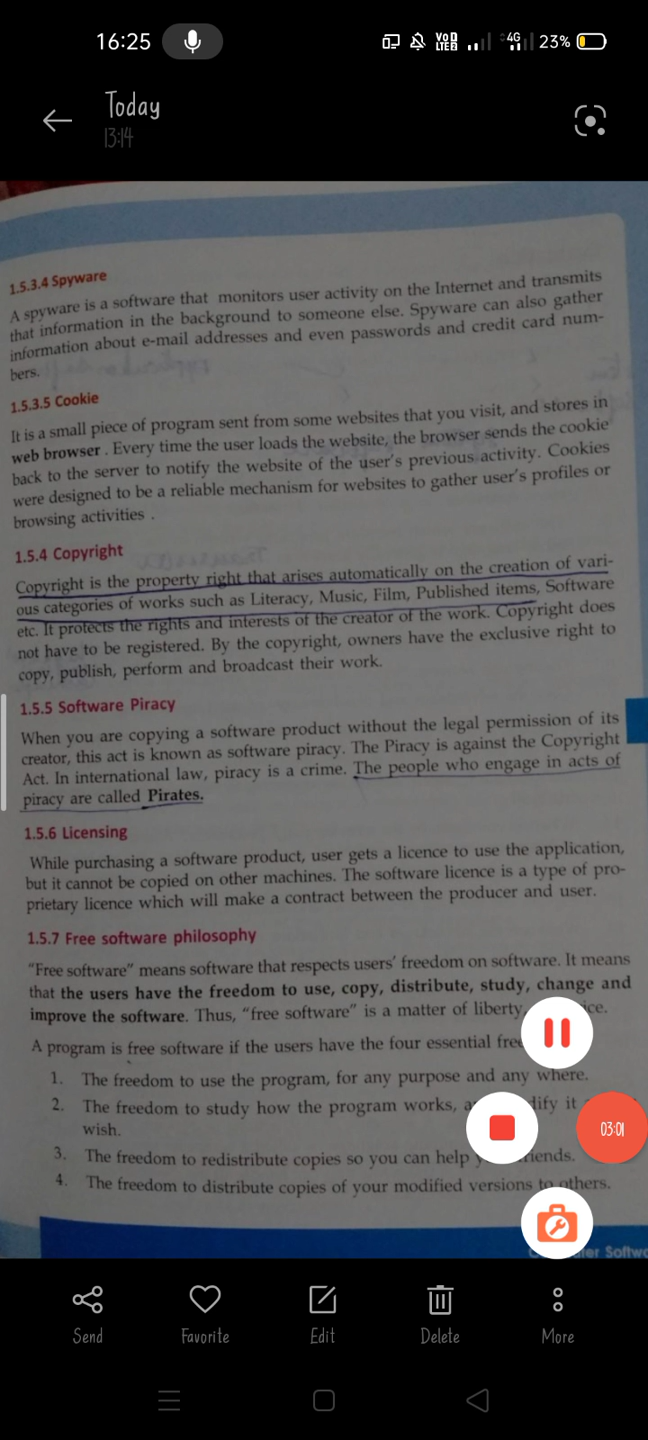 16:25
VoD
LTE2
4G
23%
Today
13:14
1.5.3.4 Spyware
A spyware is a software that monitors user activity on the Internet and transmits
that information in the background to someone else. Spyware can also gather
information about e-mail addresses and even passwords and credit card num-
bers.
1.5.3.5 Cookie
It is a small piece of program sent from some websites that you visit, and stores in
web browser . Every time the user loads the website, the browser sends the cookie
back to the server to notify the website of the user's previous activity. Cookies
were designed to be a reliable mechanism for websites to gather user's profiles or
browsing activities .
1.5.4 Copyright
Copyright is the property right that arises automatically on the creation of vari-
ous categories of works such as Literacy, Music, Film, Published items, Software
etc. It protects the rights and interests of the creator of the work. Copyright does
not have to be registered. By the copyright, owners have the exclusive right to
copy, publish, perform and broadcast their work.
1.5.5 Software Piracy
When you are copying a software product without the legal permission of its
creator, this act is known as software piracy. The Piracy is against the Copyright
Act. In international law, piracy is a crime. The people who engage in acts of
piracy are called Pirates.
1.5.6 Licensing
While purchasing a software product, user gets a licence to use the application,
but it cannot be copied on other machines. The software licence is a type of pro-
prietary licence which will make a contract between the producer and user.
1.5.7 Free software philosophy
"Free software" means software that respects users' freedom on software. It means
that the users have the freedom to use, copy, distribute, study, change and
improve the software. Thus, "free software" is a matter of liberty,
A program is free software if the users have the four essential
1. The freedom to use the program, for any purpose and any where.
2. The freedom to study how the program works, it
wish.
3. The freedom to redistribute copies so you can help
4. The freedom to distribute copies of your modified versions to others.
03:01
Send
Favorite
Edit
Delete
More